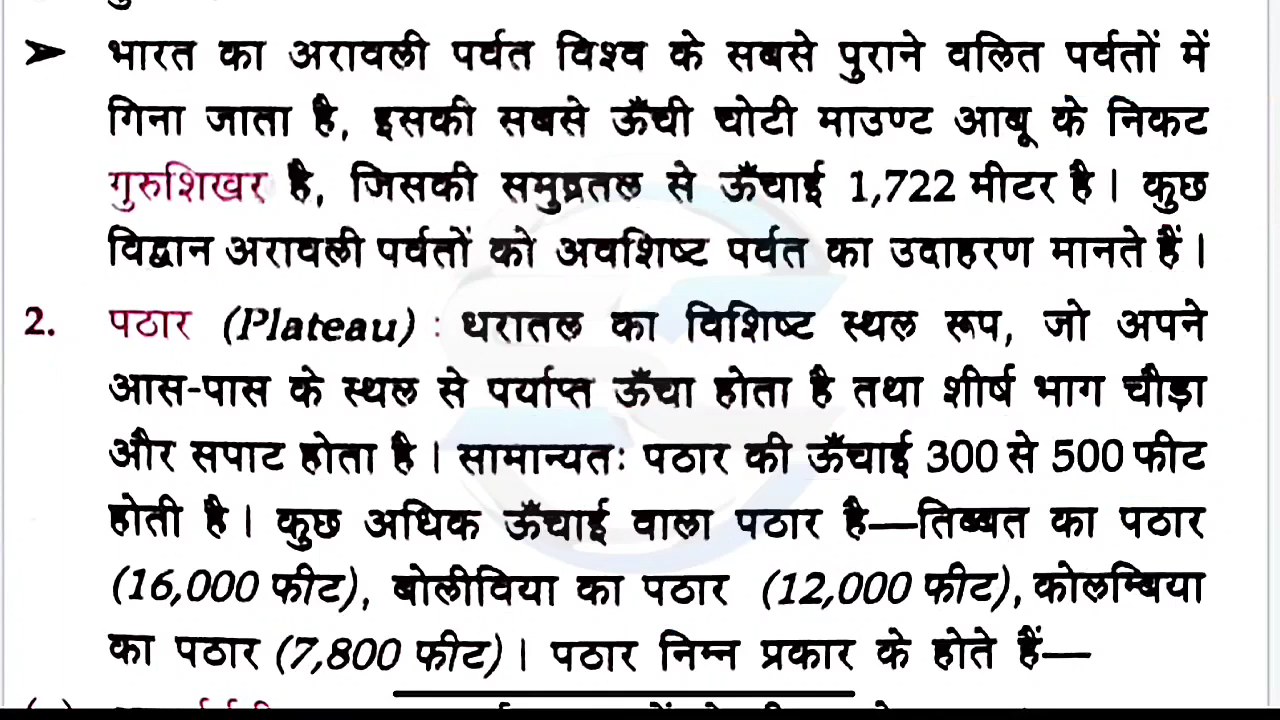 ➤ भारत का अरावली पर्वत विश्व के सबसे पुराने वलित पर्वतों में
गिना जाता है, इसकी सबसे ऊँची चोटी माउण्ट आबू के निकट
गुरुशिखर है, जिसकी समुद्रतल से ऊँचाई 1,722 मीटर है। कुछ
विद्वान अरावली पर्वतों को अवशिष्ट पर्वत का उदाहरण मानते हैं।
2. पठार (Plateau) : धरातल का विशिष्ट स्थल रूप, जो अपने
आस-पास के स्थल से पर्याप्त ऊँचा होता है तथा शीर्ष भाग चौड़ा
और सपाट होता है। सामान्यतः पठार की ऊँचाई 300 से 500 फीट
होती है। कुछ अधिक ऊँचाई वाला पठार है—तिब्बत का पठार
(16,000 फीट), बोलीविया का पठार (12,000 फीट), कोलम्बिया
का पठार (7,800 फीट)। पठार निम्न प्रकार के होते हैं—